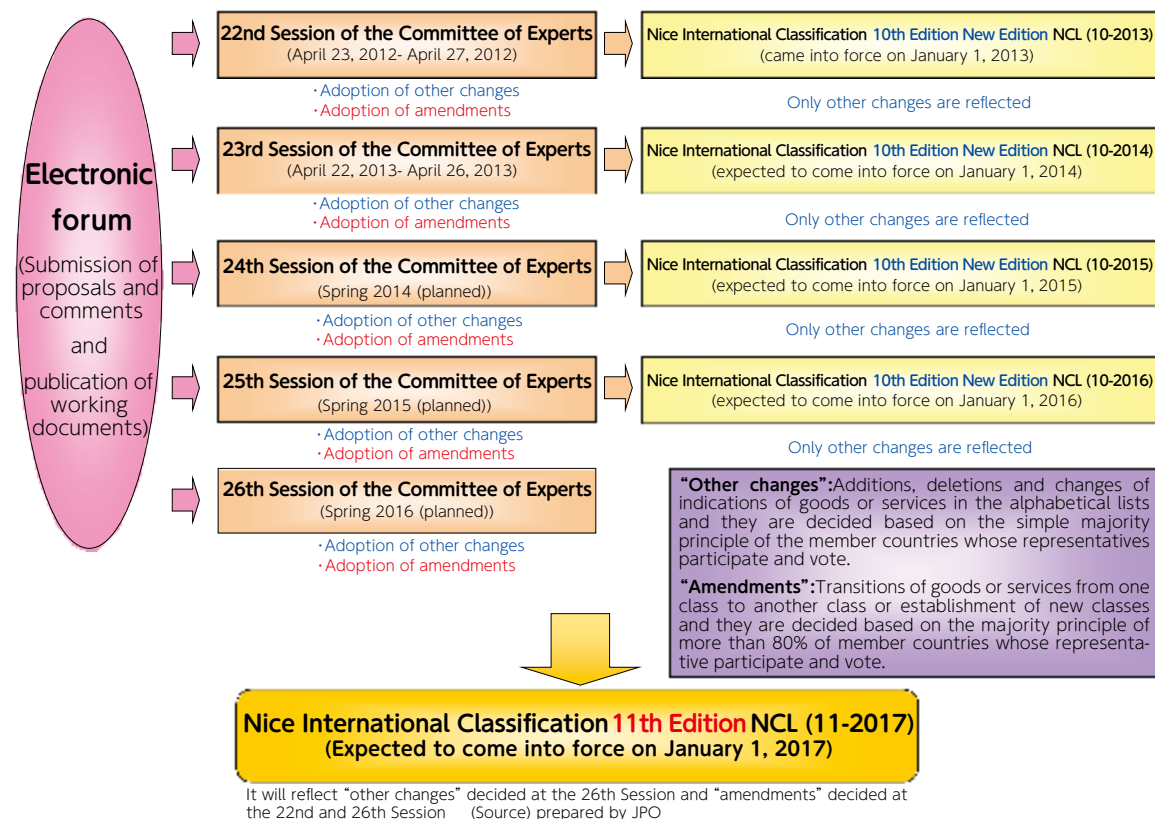 Electronic
forum
(Submission of
proposals and
comments
and
publication of
working
documents)
22nd Session of the Committee of Experts
(April 23, 2012- April 27, 2012)
・Adoption of other changes
・Adoption of amendments
Nice International Classification 10th Edition New Edition NCL (10-2013)
(came into force on January 1, 2013)
Only other changes are reflected
23rd Session of the Committee of Experts
(April 22, 2013- April 26, 2013)
・Adoption of other changes
・Adoption of amendments
Nice International Classification 10th Edition New Edition NCL (10-2014)
(expected to come into force on January 1, 2014)
Only other changes are reflected
24th Session of the Committee of Experts
(Spring 2014 (planned))
・Adoption of other changes
・Adoption of amendments
Nice International Classification 10th Edition New Edition NCL (10-2015)
(expected to come into force on January 1, 2015)
Only other changes are reflected
25th Session of the Committee of Experts
(Spring 2015 (planned))
・Adoption of other changes
・Adoption of amendments
Nice International Classification 10th Edition New Edition NCL (10-2016)
(expected to come into force on January 1, 2016)
Only other changes are reflected
26th Session of the Committee of Experts
(Spring 2016 (planned))
・Adoption of other changes
・Adoption of amendments
“Other changes”:Additions, deletions and changes of
indications of goods or services in the alphabetical lists
and they are decided based on the simple majority
principle of the member countries whose representatives
participate and vote.
“Amendments”:Transitions of goods or services from one
class to another class or establishment of new classes
and they are decided based on the majority principle of
more than 80% of member countries whose representa-
tive participate and vote.
Nice International Classification 11th Edition NCL (11-2017)
(Expected to come into force on January 1, 2017)
It will reflect “other changes” decided at the 26th Session and “amendments” decided at
the 22nd and 26th Session (Source) prepared by JPO